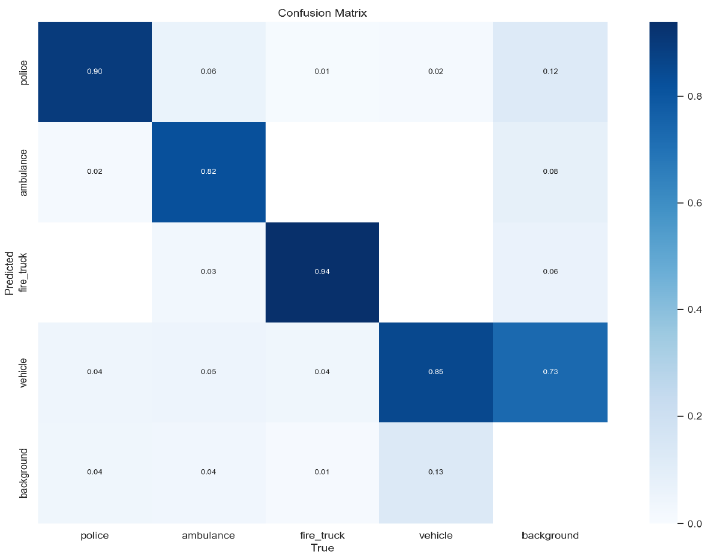 Confusion Matrix
police 0.90 0.06 0.01 0.02 0.12
ambulance 0.02 0.82 0.08
fire_truck 0.03 0.94 0.06
vehicle 0.04 0.05 0.04 0.85 0.73
background 0.04 0.04 0.01 0.13
Predicted
police ambulance fire_truck vehicle background
True
0.8
0.6
0.4
0.2
0.0